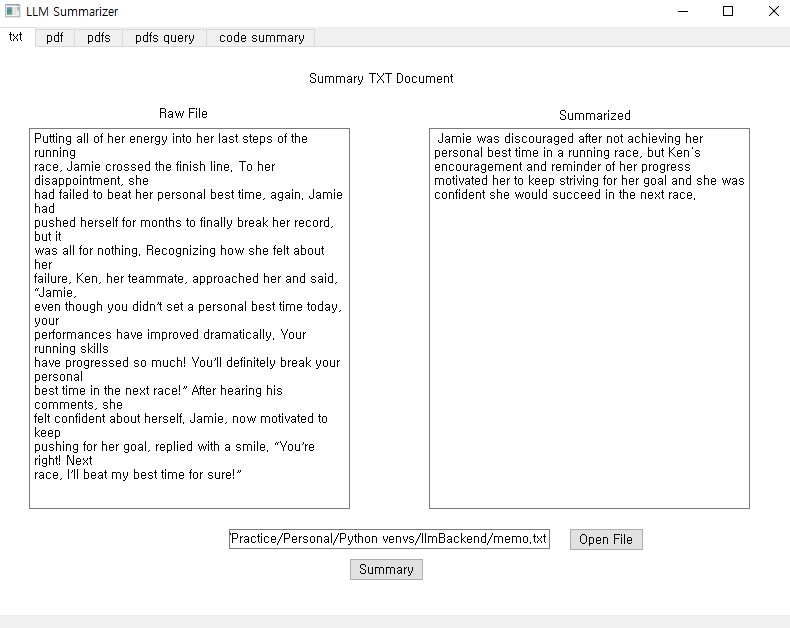 LLM Summarizer
txt
pdf
pdfs
pdfs query
code summary
Summary TXT Document
Raw File
Summarized
Putting all of her energy into her last steps of the
running
race, Jamie crossed the finish line. To her
disappointment, she
had failed to beat her personal best time, again. Jamie
had
pushed herself for months to finally break her record,
but it
was all for nothing. Recognizing how she felt about
her
failure, Ken, her teammate, approached her and said,
“Jamie,
even though you didn’t set a personal best time today,
your
performances have improved dramatically. Your
running skills
have progressed so much! You’ll definitely break your
personal
best time in the next race!” After hearing his
comments, she
felt confident about herself. Jamie, now motivated to
keep
pushing for her goal, replied with a smile. “You’re
right! Next
race, I’ll beat my best time for sure!”
Jamie was discouraged after not achieving her
personal best time in a running race, but Ken's
encouragement and reminder of her progress
motivated her to keep striving for her goal and she was
confident she would succeed in the next race.
Practice/Personal/Python venvs/llmBackend/memo.txt
Open File
Summary